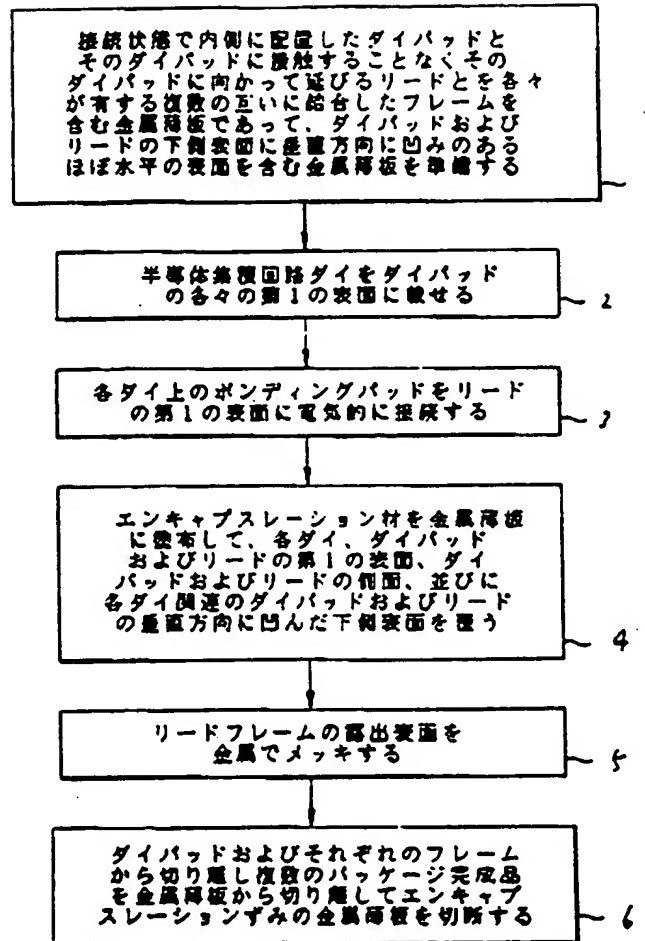 接続状態で内側に配置したダイパッドと
そのダイパッドに接触することなくその
ダイパッドに向かって延びるリードとを各々
が有する複数の互いに結合したフレームを
含む金属薄板であって、ダイパッドおよび
リードの下側表面に垂直方向に凹みのある
ほぼ水平の表面を含む金属薄板を準備する
半導体集積回路ダイをダイパッド
の各々の第1の表面に載せる
2
各ダイ上のボンディングパッドをリード
の第1の表面に電気的に接続する
3
エンキャプスレーション材を金属薄板
に塗布して、各ダイ、ダイパッド
およびリードの第1の表面、ダイ
パッドおよびリードの側面、並びに
各ダイ関連のダイパッドおよびリード
の垂直方向に凹んだ下側表面を覆う
4
リードフレームの露出表面を
金属でメッキする
5
ダイパッドおよびそれぞれのフレーム
から切り離し複数のパッケージ完成品
を金属薄板から切り離してエンキャプ
スレーションずみの金属薄板を切断する
6